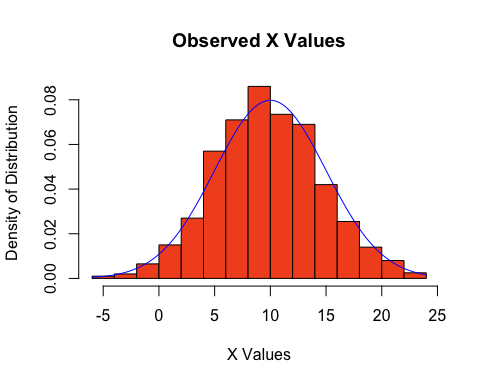 Observed X Values
Density of Distribution
0.00 0.02 0.04 0.06 0.08
-5 0 5 10 15 20 25
X Values